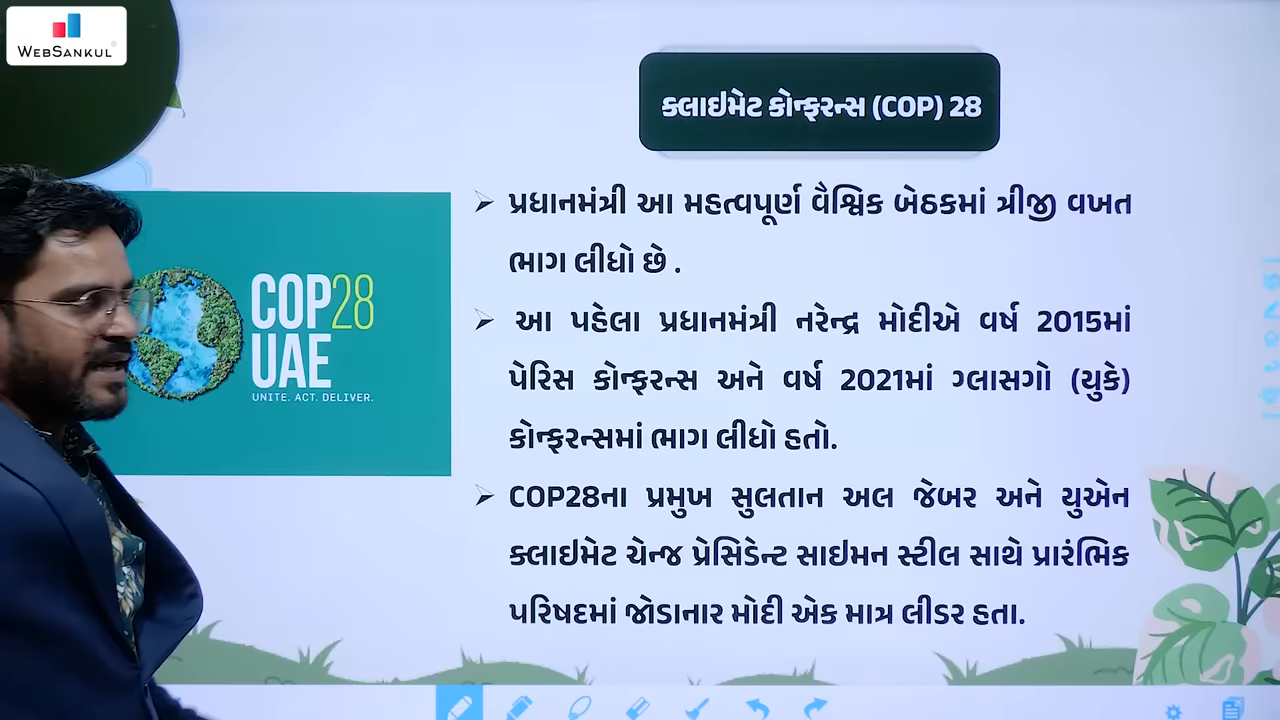 WEBSANKUL
ક્લાઇમેટ કોન્ફરન્સ (COP) 28
પ્રધાનમંત્રી આ મહત્વપૂર્ણ વૈશ્વિક બેઠકમાં ત્રીજી વખત
ભાગ લીધો છે .
આ પહેલા પ્રધાનમંત્રી નરેન્દ્ર મોદીએ વર્ષ 2015માં
પેરિસ કોન્ફરન્સ અને વર્ષ 2021માં ગ્લાસગો (યુકે)
કોન્ફરન્સમાં ભાગ લીધો હતો.
COP28ના પ્રમુખ સુલતાન અલ જેબર અને યુએન
ક્લાઇમેટ ચેન્જ પ્રેસિડેન્ટ સાઇમન સ્ટીલ સાથે પ્રારંભિક
પરિષદમાં જોડાનાર મોદી એક માત્ર લીડર હતા.
COP28
UAE
UNITE. ACT. DELIVER.